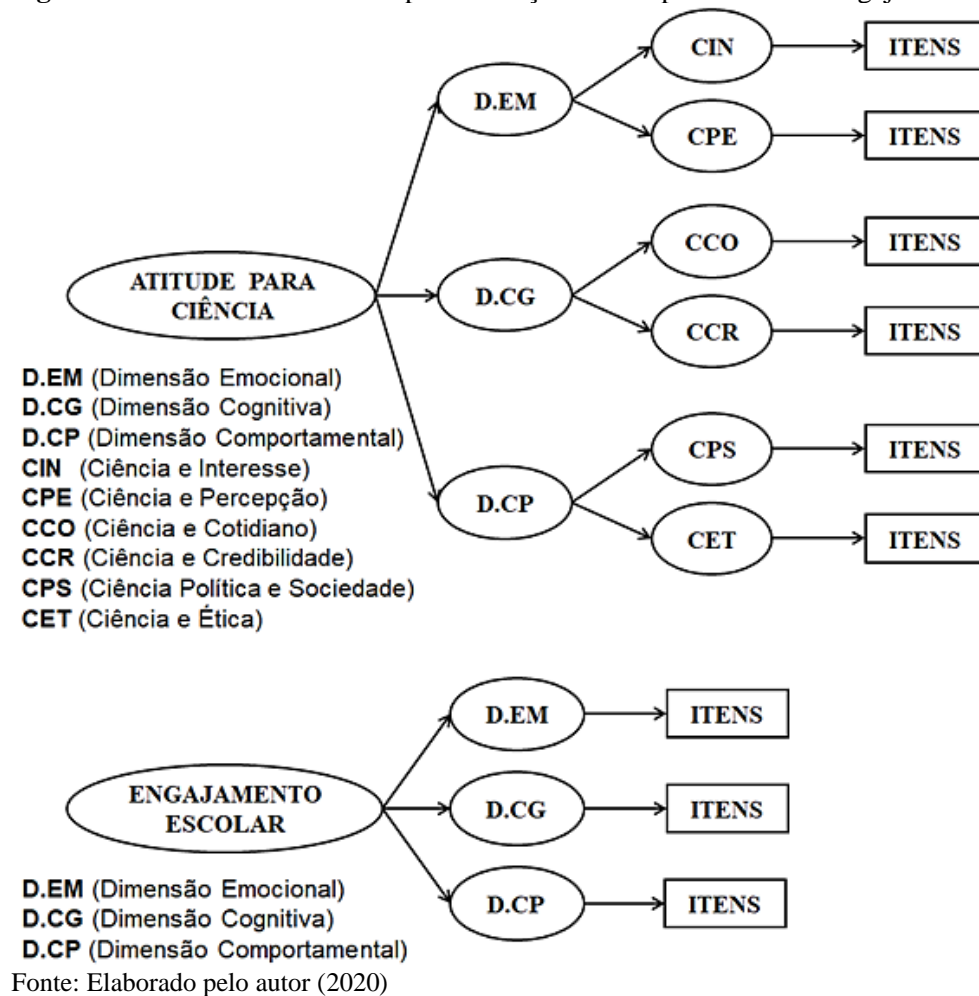 CIN ITENS
D.EM
CPE ITENS
CCO ITENS
ATITUDE PARA
CIÊNCIA
D.CG
CCR ITENS
D.EM (Dimensão Emocional)
D.CG (Dimensão Cognitiva)
D.CP (Dimensão Comportamental)
CIN (Ciência e Interesse)
CPE (Ciência e Percepção)
CCO (Ciência e Cotidiano)
CCR (Ciência e Credibilidade)
CPS (Ciência Política e Sociedade)
CET (Ciência e Ética)
CPS ITENS
D.CP
CET ITENS
D.EM ITENS
ENGAJAMENTO
ESCOLAR
D.CG ITENS
D.CP ITENS
D.EM (Dimensão Emocional)
D.CG (Dimensão Cognitiva)
D.CP (Dimensão Comportamental)
Fonte: Elaborado pelo autor (2020)